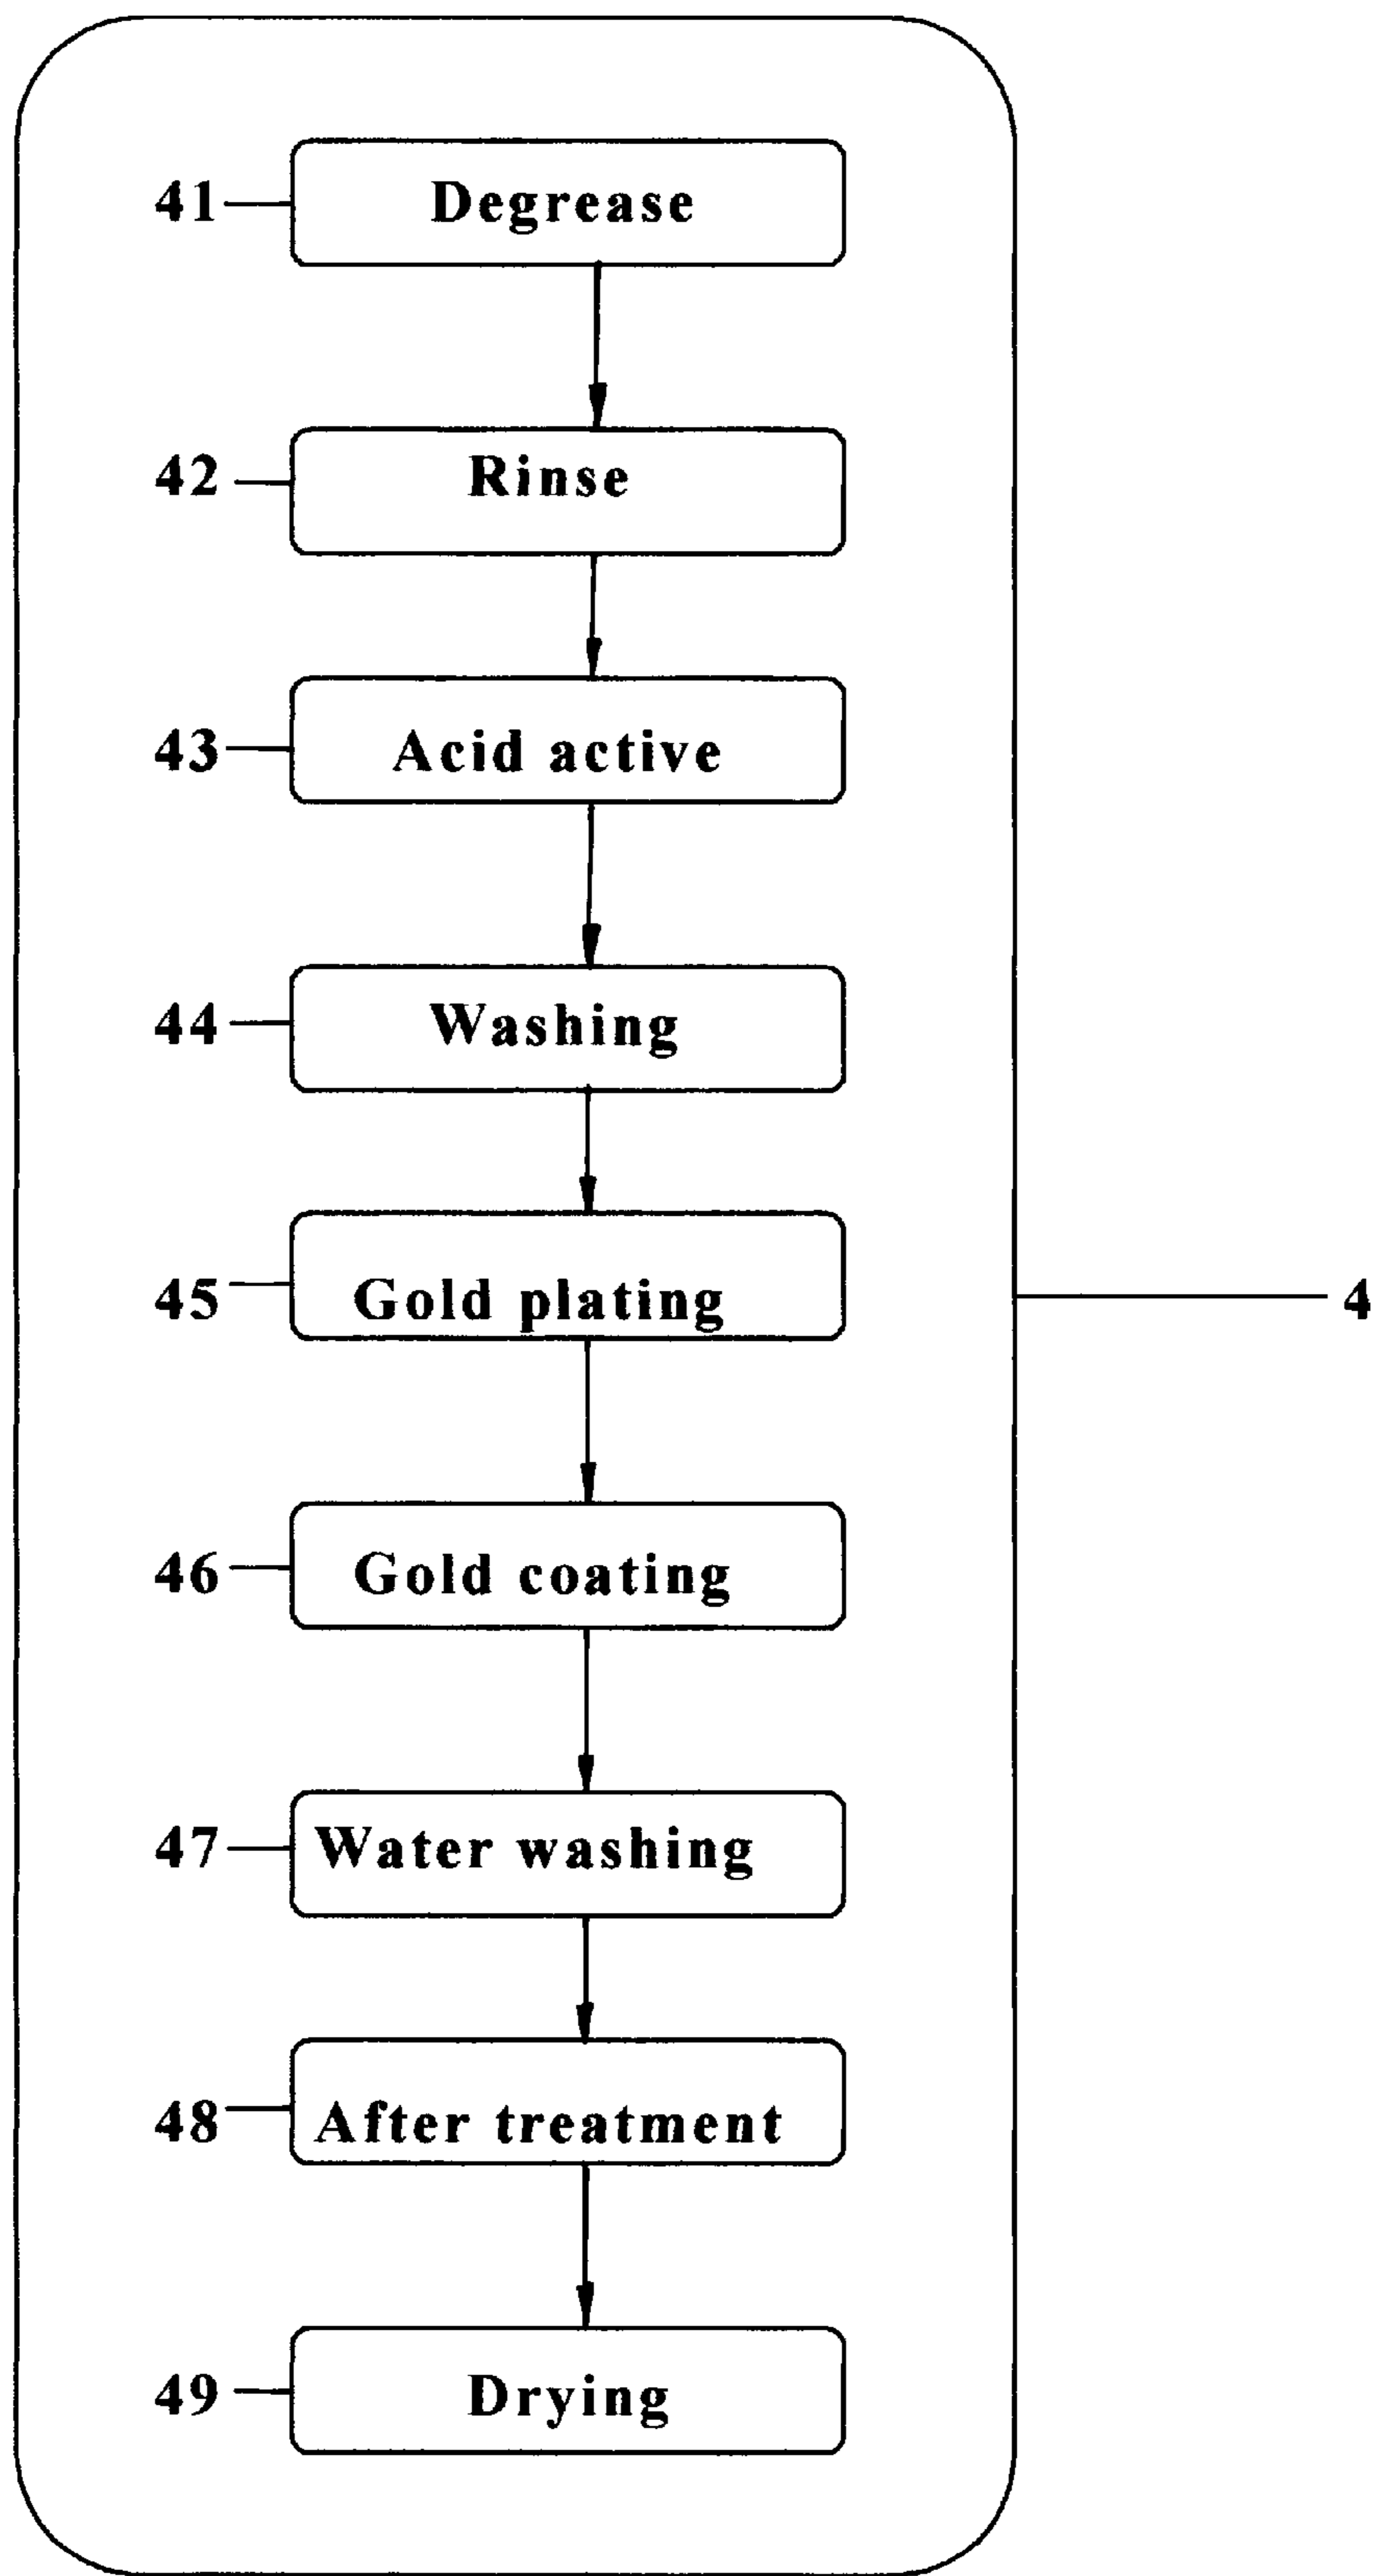 41 Degrease
42 Rinse
43 Acid active
44 Washing
45 Gold plating
4
46 Gold coating
47 Water washing
48 After treatment
49 Drying